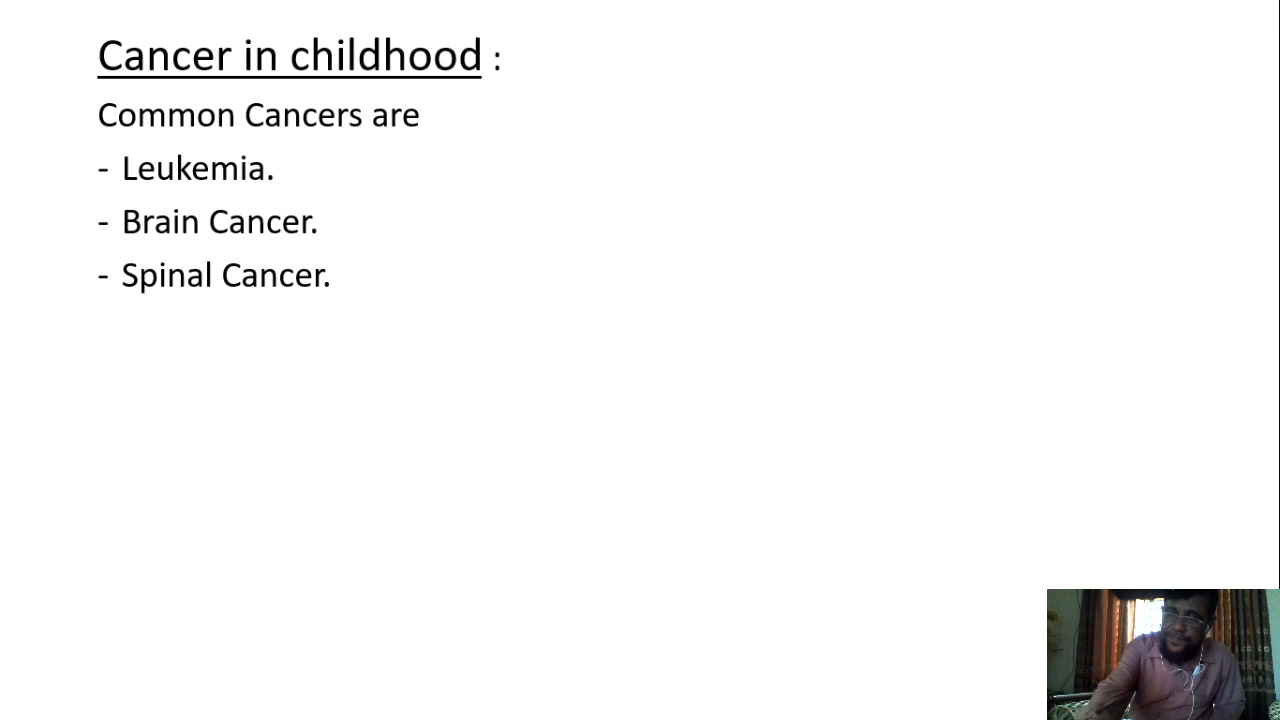 Cancer in childhood :
Common Cancers are
- Leukemia.
- Brain Cancer.
- Spinal Cancer.